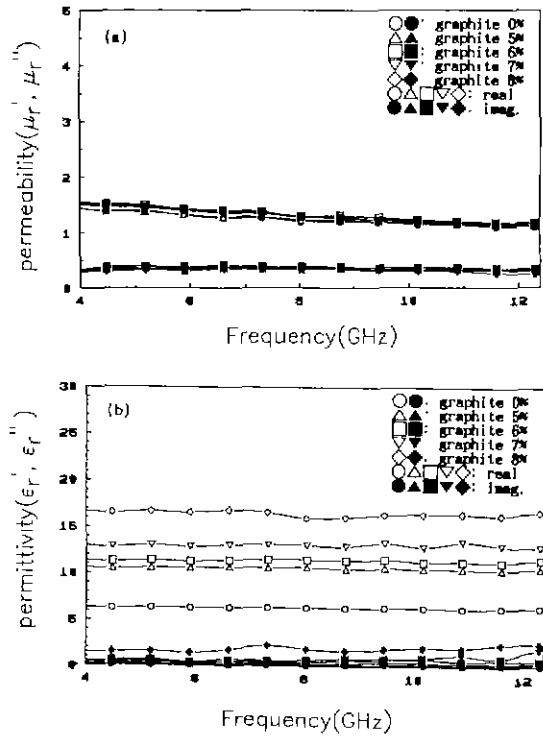 5
(a)
graphite 0%
graphite 5%
4
graphite 6%
graphite 7%
graphite 8%
: real
3
: imag.
2
1
0
4 6 8 10 12
permeability(μr', μr'')
Frequency(GHz)
30
(b)
graphite 0%
graphite 5%
25
graphite 6%
graphite 7%
graphite 8%
20
: real
: imag.
15
10
5
0
4 6 8 10 12
permittivity(εr', εr'')
Frequency(GHz)